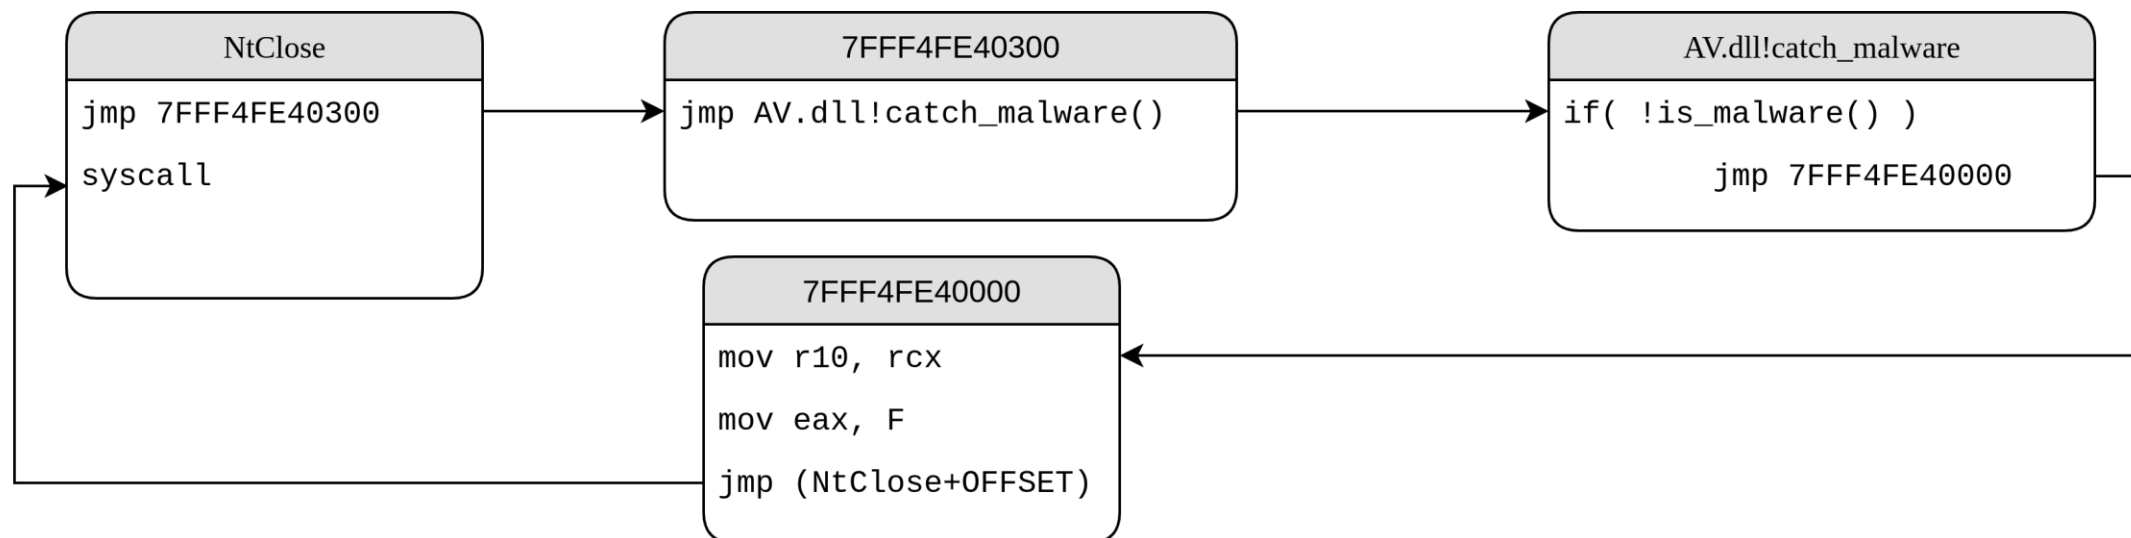 NtClose
jmp 7FFF4FE40300
syscall
7FFF4FE40300
jmp AV.dll!catch_malware()
AV.dll!catch_malware
if( !is_malware() )
jmp 7FFF4FE40000
7FFF4FE40000
mov r10, rcx
mov eax, F
jmp (NtClose+OFFSET)